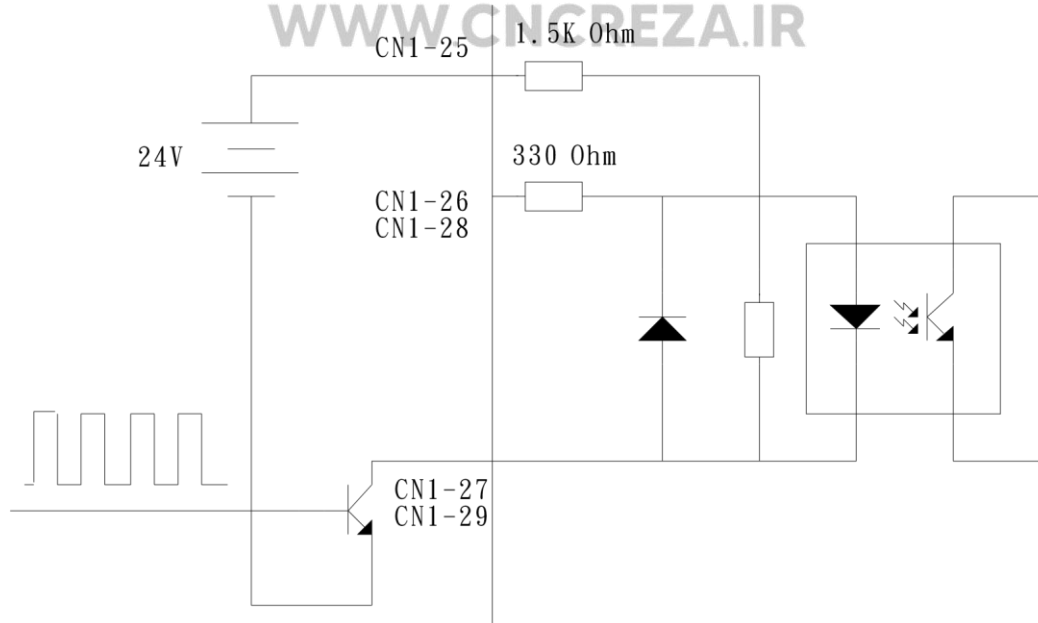 WWW.CNCREZA.IR
CN1-25
1.5K Ohm
24V
330 Ohm
CN1-26
CN1-28
CN1-27
CN1-29